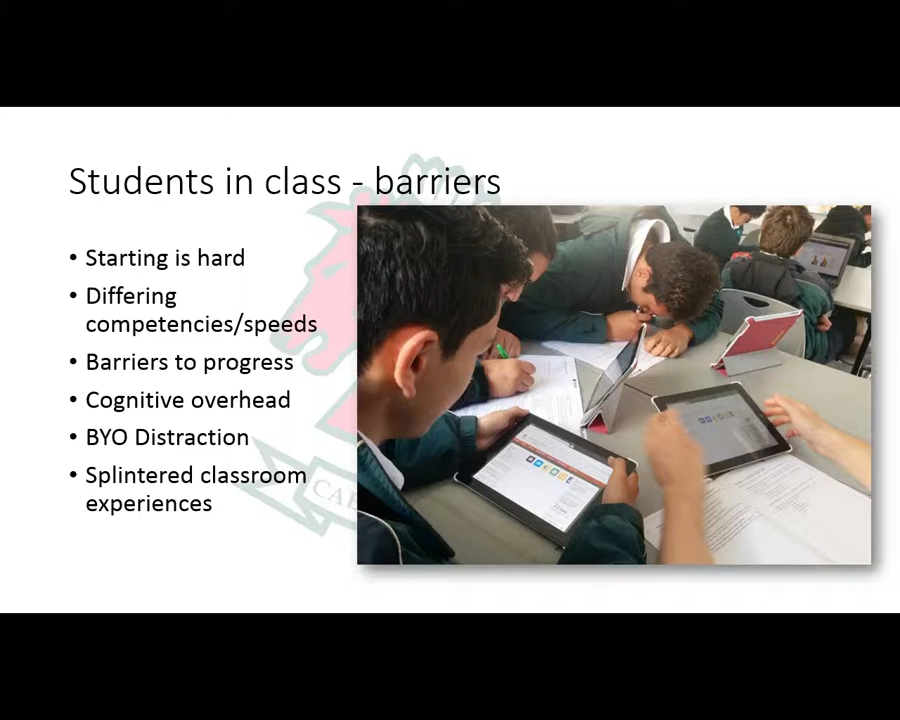 Students in class - barriers
• Starting is hard
• Differing
competencies/speeds
• Barriers to progress
• Cognitive overhead
• BYO Distraction
• Splintered classroom
experiences